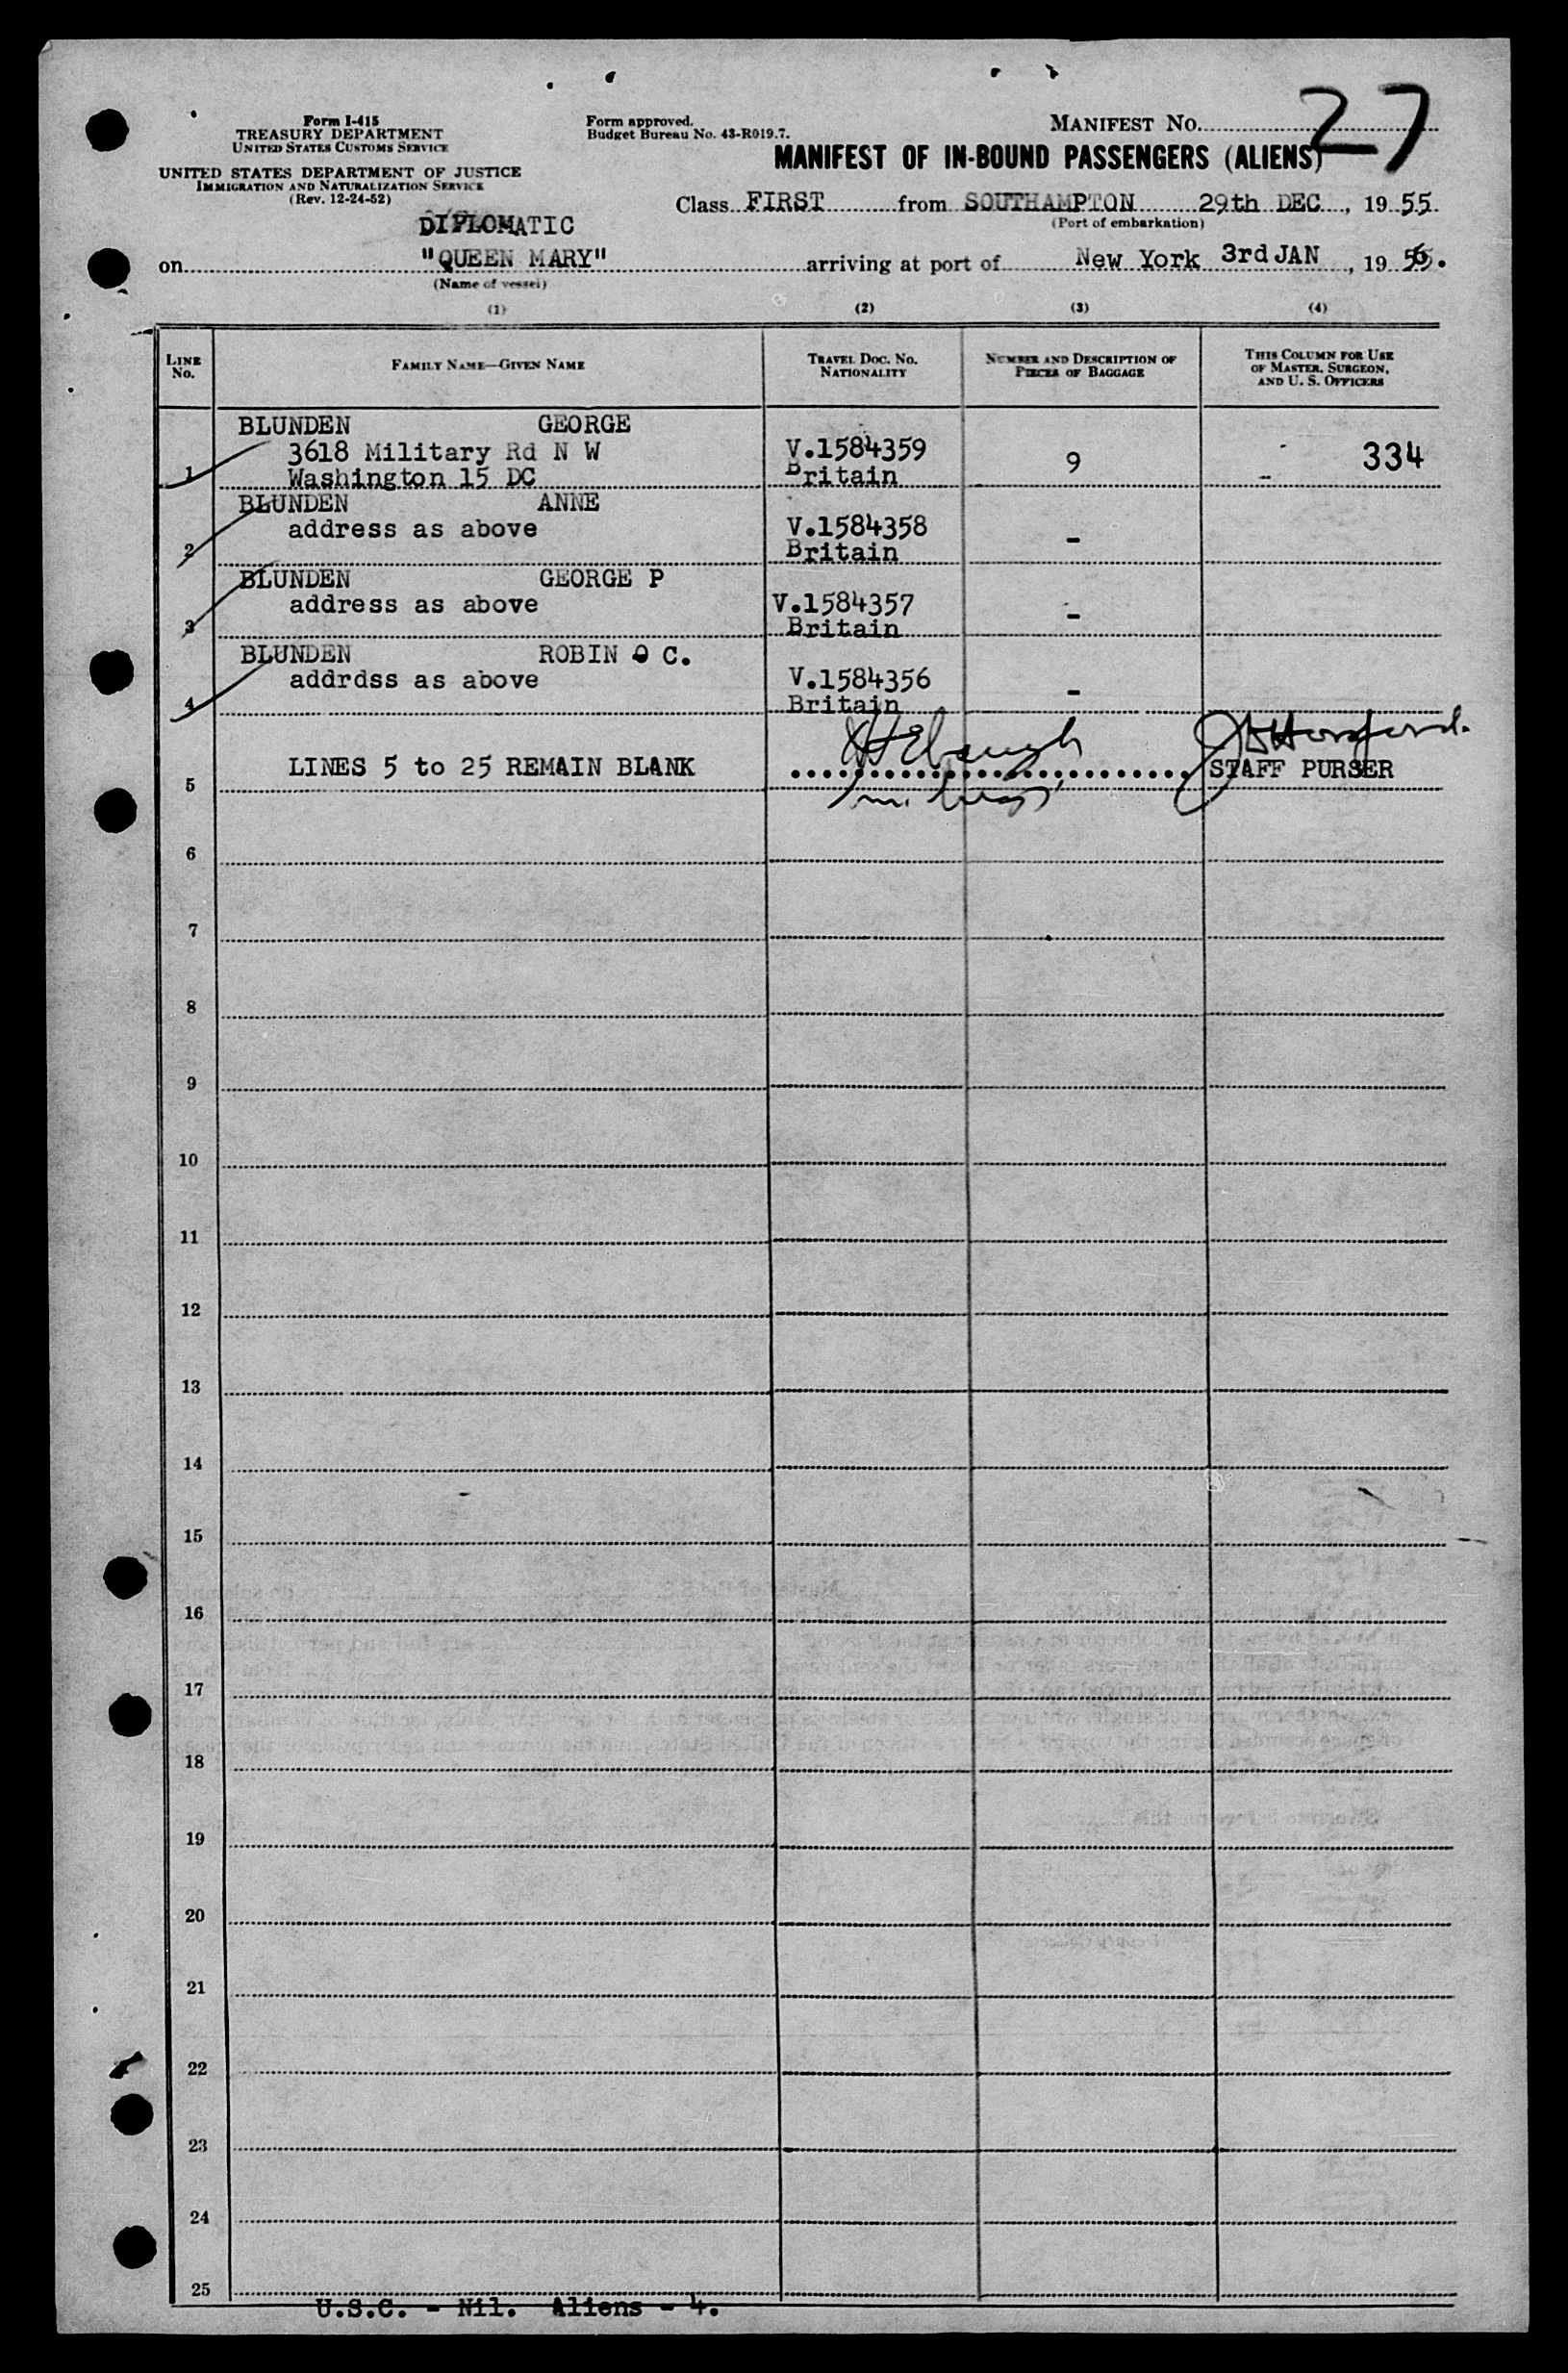 Form I-415
TREASURY DEPARTMENT
UNITED STATES CUSTOMS SERVICE
UNITED STATES DEPARTMENT OF JUSTICE
IMMIGRATION AND NATURALIZATION SERVICE
(Rev. 12-24-52)
Form approved.
Budget Bureau No. 43-R019.7.
MANIFEST NO. 27
MANIFEST OF IN-BOUND PASSENGERS (ALIENS)
Class FIRST from SOUTHAMPTON 29th DEC , 19 55
(Port of embarkation)
DIPLOMATIC
on "QUEEN MARY" arriving at port of New York 3rd JAN , 19 56.
(Name of vessel)
(1) (2) (3) (4)
LINE NO. FAMILY NAME—GIVEN NAME TRAVEL DOC. NO. NATIONALITY NUMBER AND DESCRIPTION OF PIECES OF BAGGAGE THIS COLUMN FOR USE OF MASTER, SURGEON, AND U. S. OFFICERS
BLUNDEN GEORGE
3618 Military Rd N W V.1584359 9 334
1 Washington 15 DC Britain
BLUNDEN ANNE
address as above V.1584358 -
2 Britain
BLUNDEN GEORGE P
address as above V.1584357 -
3 Britain
BLUNDEN ROBIN O C.
addrdss as above V.1584356 -
4 Britain
LINES 5 to 25 REMAIN BLANK STAFF PURSER
5
6
7
8
9
10
11
12
13
14
15
16
17
18
19
20
21
22
23
24
25
U.S.C. - Nil. Aliens - 4.